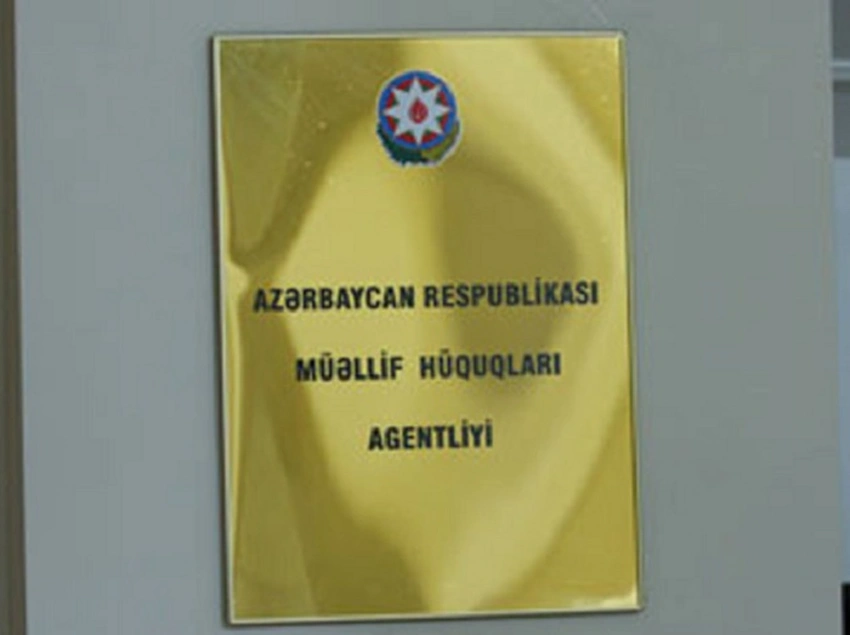 AZƏRBAYCAN RESPUBLİKASI
MÜƏLLİF HÜQUQLARI
AGENTLİYİ